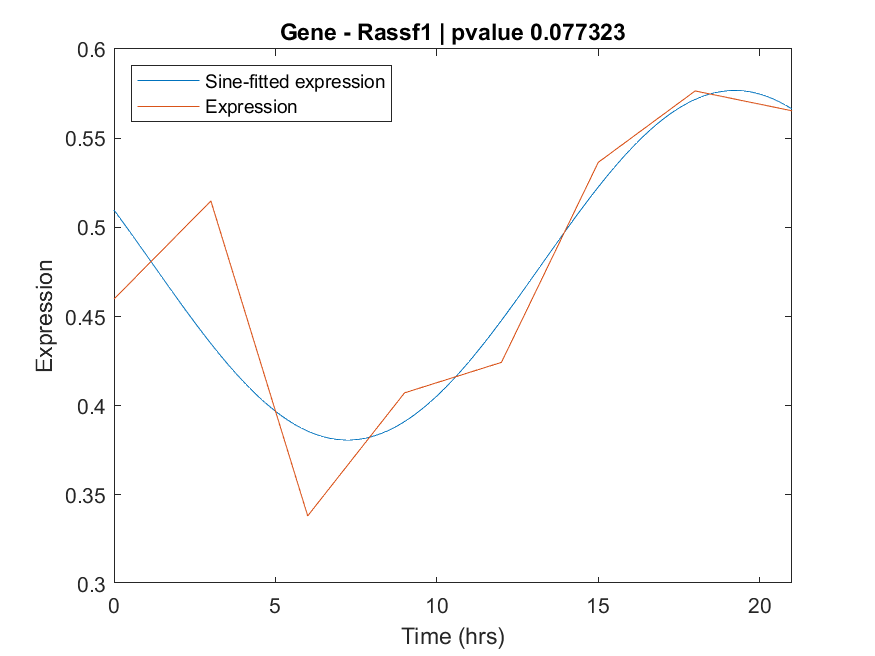 Gene - Rassf1 | pvalue 0.077323
Sine-fitted expression
Expression
0.6
0.55
0.5
0.45
0.4
0.35
0.3
Expression
0 5 10 15 20
Time (hrs)